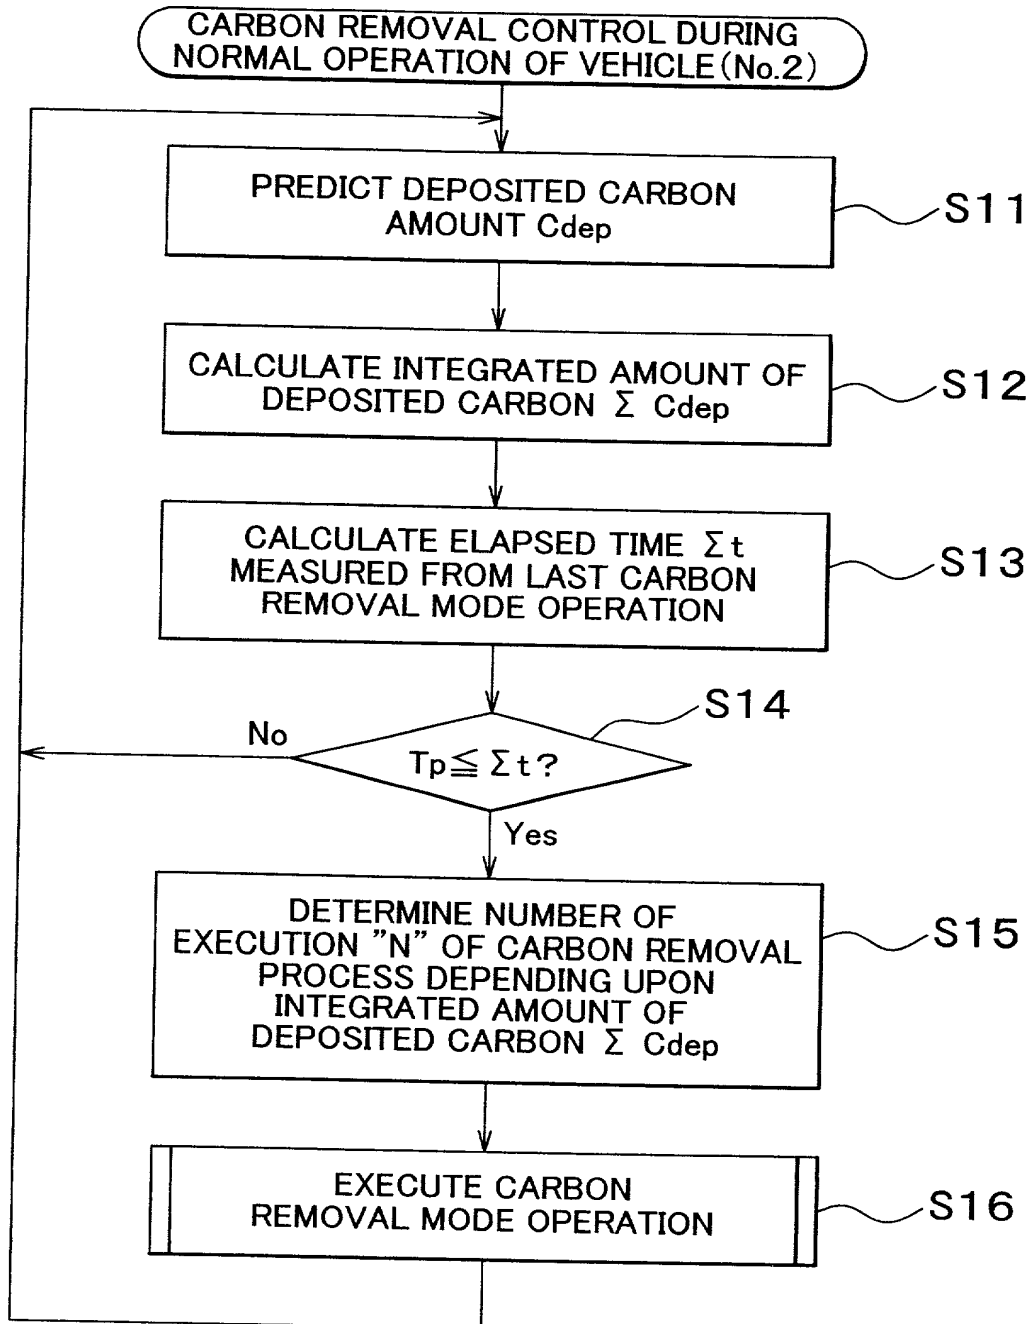 CARBON REMOVAL CONTROL DURING
NORMAL OPERATION OF VEHICLE(No.2)
PREDICT DEPOSITED CARBON
AMOUNT Cdep
S11
CALCULATE INTEGRATED AMOUNT OF
DEPOSITED CARBON Σ Cdep
S12
CALCULATE ELAPSED TIME Σt
MEASURED FROM LAST CARBON
REMOVAL MODE OPERATION
S13
S14
No
Tp≦Σt?
Yes
DETERMINE NUMBER OF
EXECUTION ”N” OF CARBON REMOVAL
PROCESS DEPENDING UPON
INTEGRATED AMOUNT OF
DEPOSITED CARBON Σ Cdep
S15
EXECUTE CARBON
REMOVAL MODE OPERATION
S16